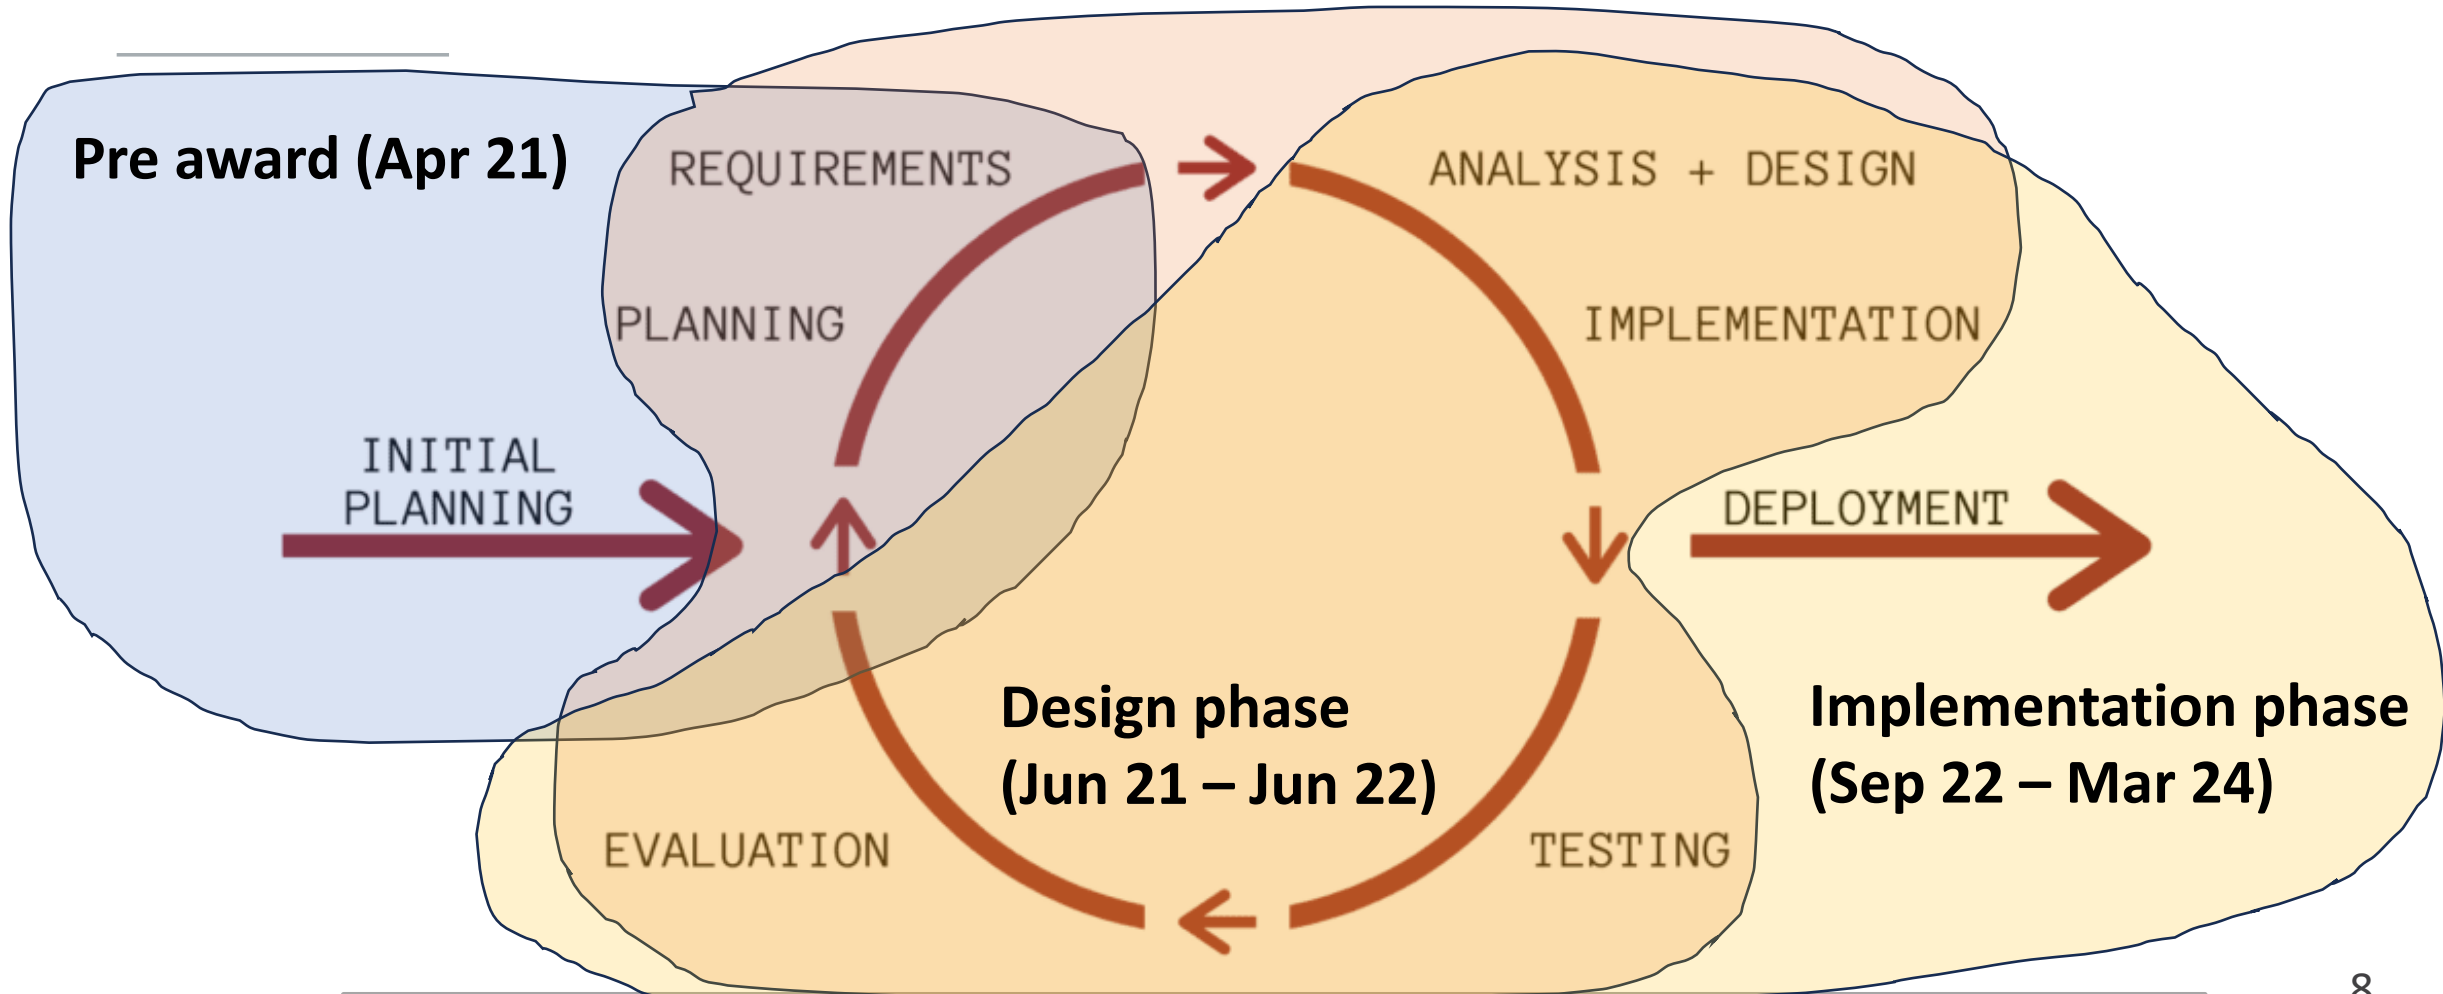 Pre award (Apr 21)
REQUIREMENTS
ANALYSIS + DESIGN
PLANNING
IMPLEMENTATION
INITIAL
PLANNING
DEPLOYMENT
Design phase
(Jun 21 – Jun 22)
Implementation phase
(Sep 22 – Mar 24)
EVALUATION
TESTING
8